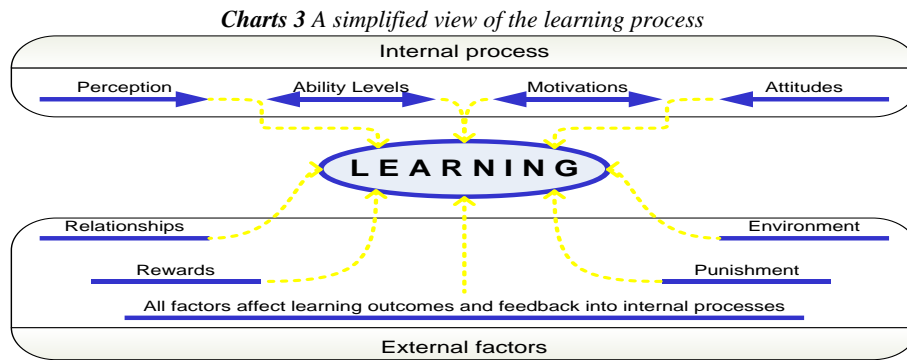 Charts 3 A simplified view of the learning process
Internal process
Perception Ability Levels Motivations Attitudes
LEARNING
Relationships Environment
Rewards Punishment
All factors affect learning outcomes and feedback into internal processes
External factors